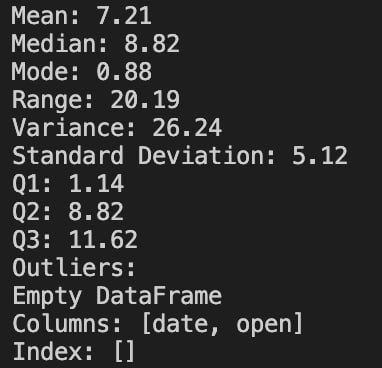 Mean: 7.21
Median: 8.82
Mode: 0.88
Range: 20.19
Variance: 26.24
Standard Deviation: 5.12
Q1: 1.14
Q2: 8.82
Q3: 11.62
Outliers:
Empty DataFrame
Columns: [date, open]
Index: []